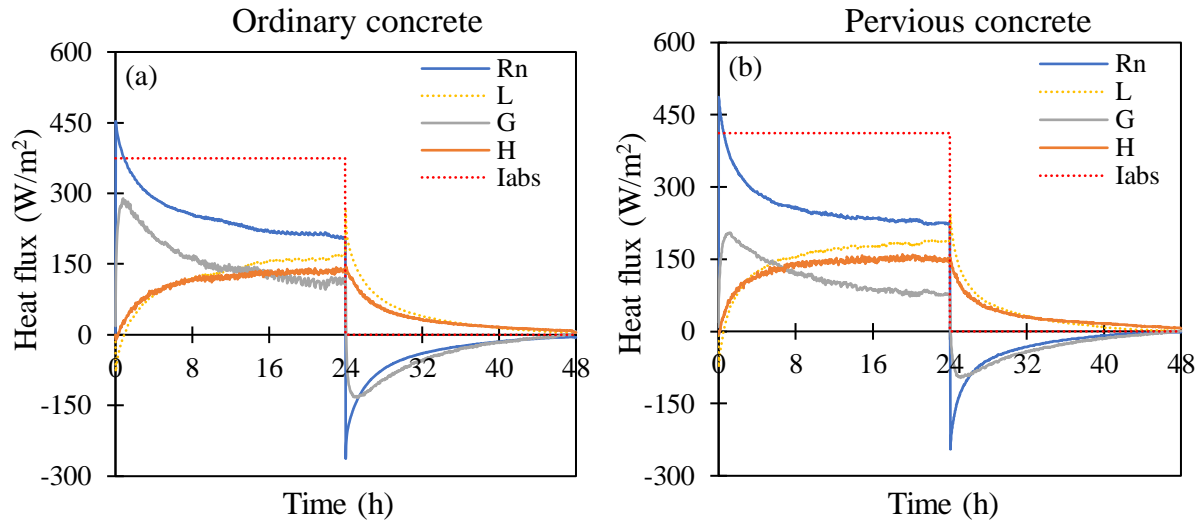 Ordinary concrete
(a)
Heat flux (W/m²)
600
450
300
150
0
-150
-300
0
8
16
24
32
40
48
Time (h)
Rn
L
G
H
Iabs
Pervious concrete
(b)
Heat flux (W/m²)
600
450
300
150
0
-150
-300
0
8
16
24
32
40
48
Time (h)
Rn
L
G
H
Iabs